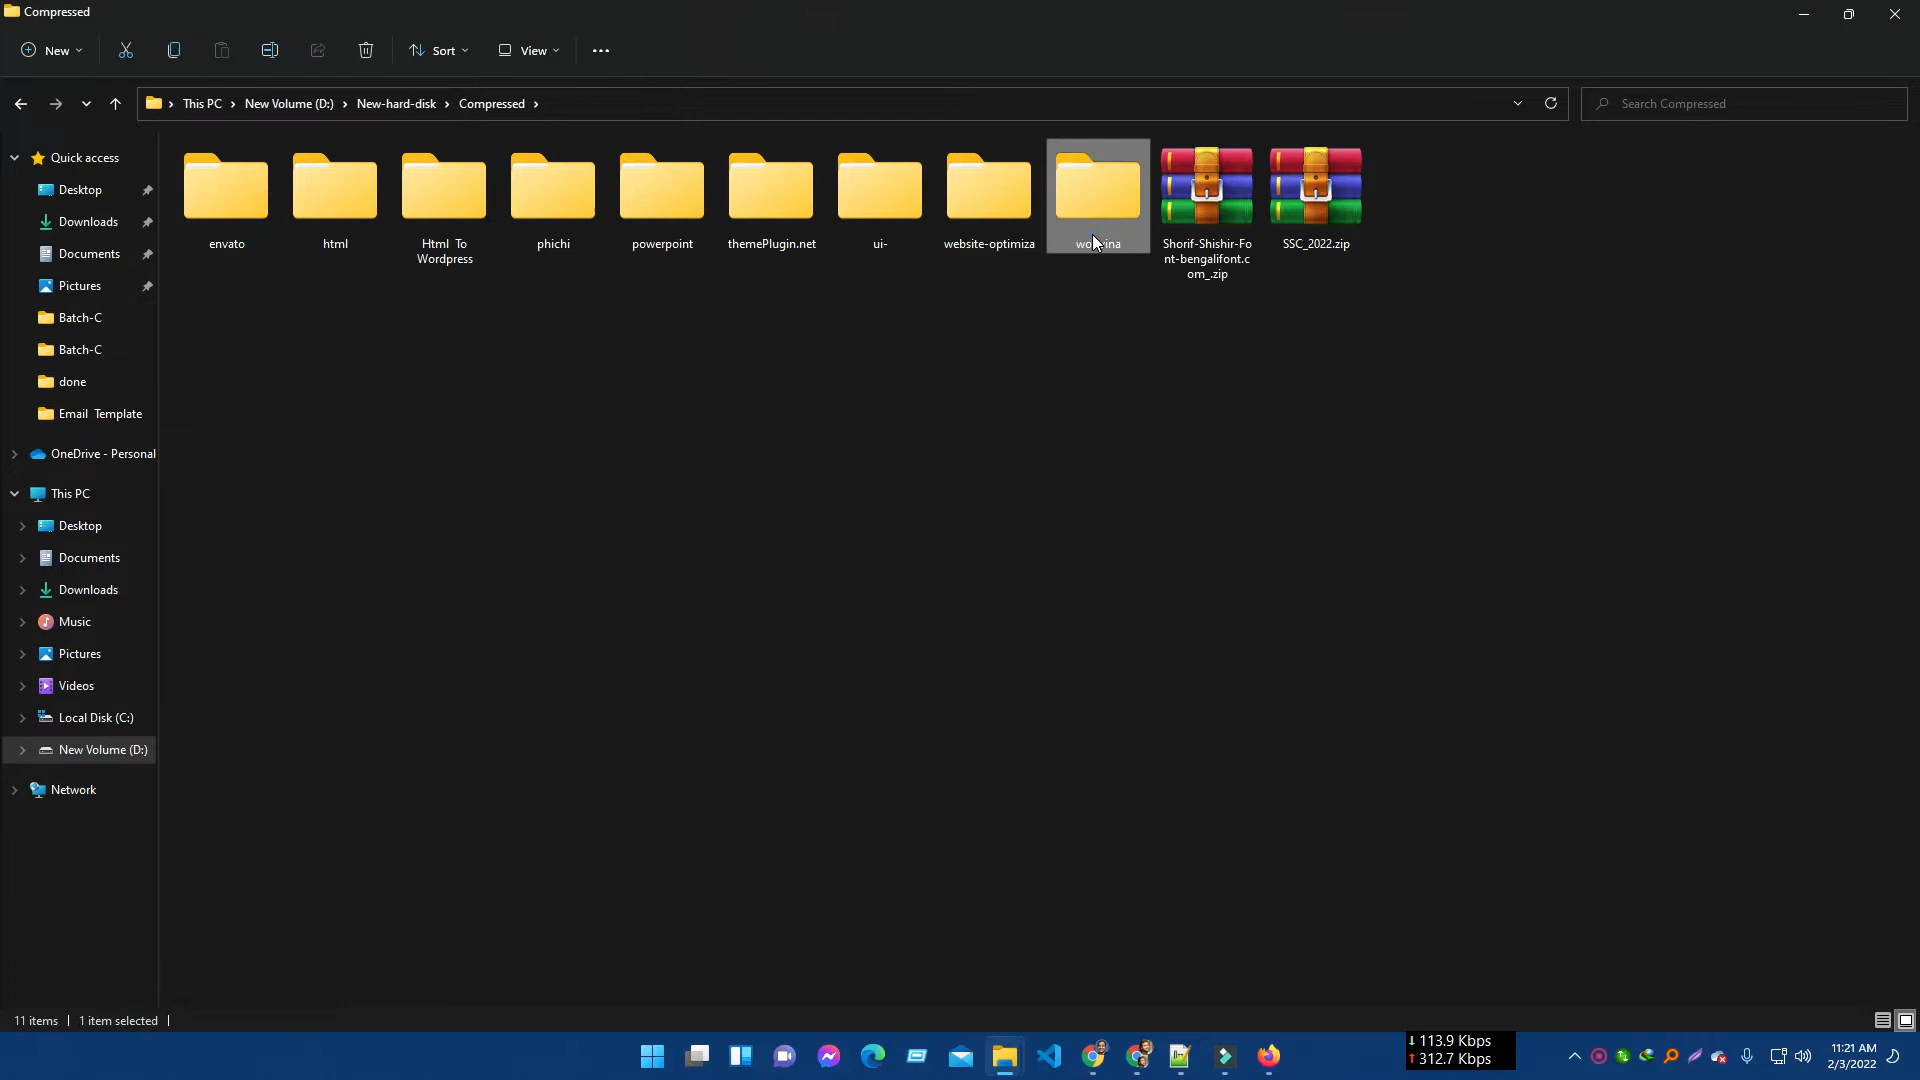 Compressed
New
Sort
View
This PC
New Volume (D:)
New-hard-disk
Compressed
Search Compressed
Quick access
Desktop
Downloads
Documents
Pictures
Batch-C
Batch-C
done
Email Template
OneDrive - Personal
This PC
Desktop
Documents
Downloads
Music
Pictures
Videos
Local Disk (C:)
New Volume (D:)
Network
envato
html
Html To
Wordpress
phichi
powerpoint
themePlugin.net
ui-
website-optimiza
Shorif-Shishir-Fo
nt-bengalifont.c
om_.zip
SSC_2022.zip
11 items
1 item selected
↓ 113.9 Kbps
↑ 312.7 Kbps
11:21 AM
2/3/2022